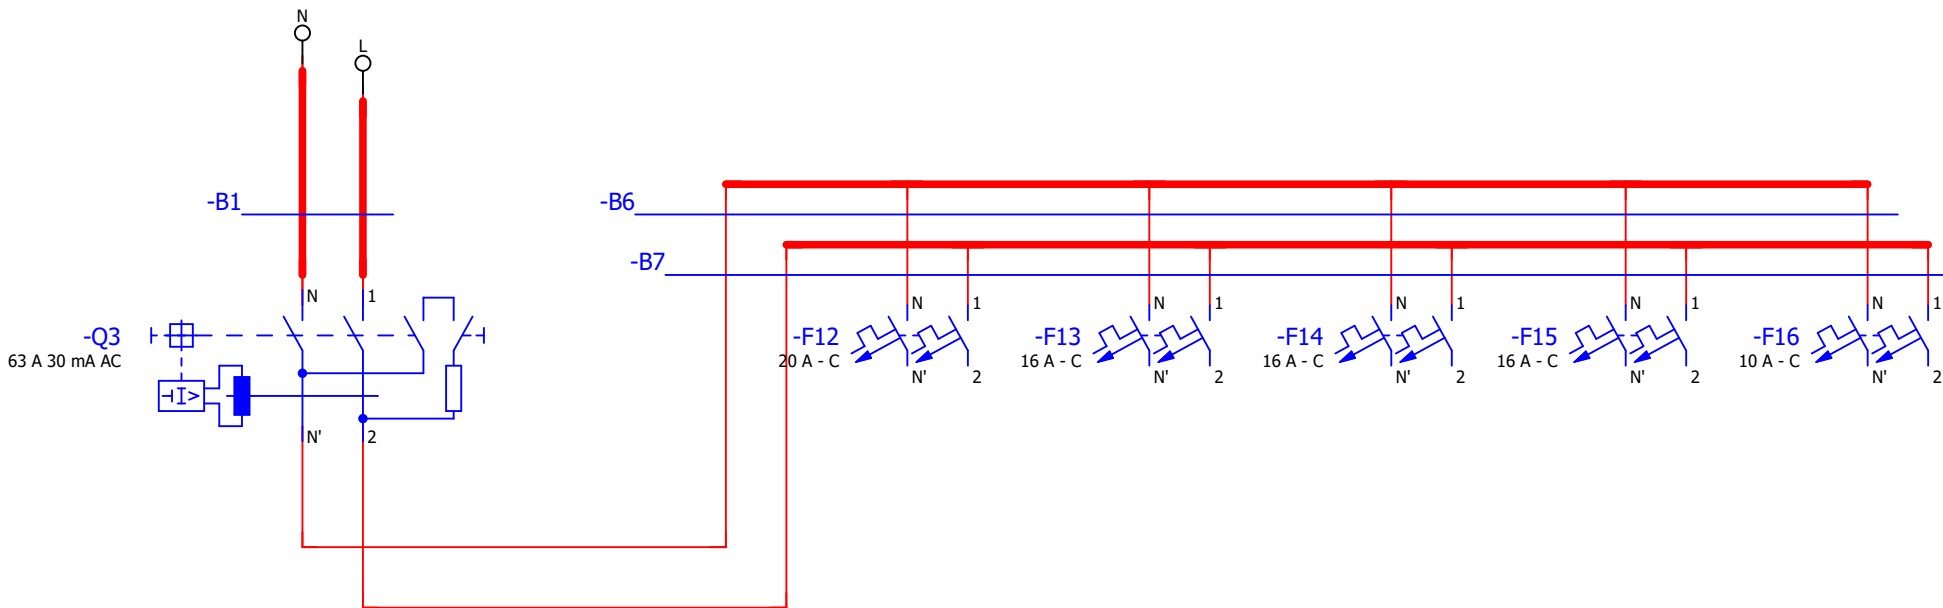 N
L
-B1
-B6
-B7
N 1
-Q3
63 A 30 mA AC
N' 2
N 1
-F12
20 A - C
N' 2
N 1
-F13
16 A - C
N' 2
N 1
-F14
16 A - C
N' 2
N 1
-F15
16 A - C
N' 2
N 1
-F16
10 A - C
N' 2
I>